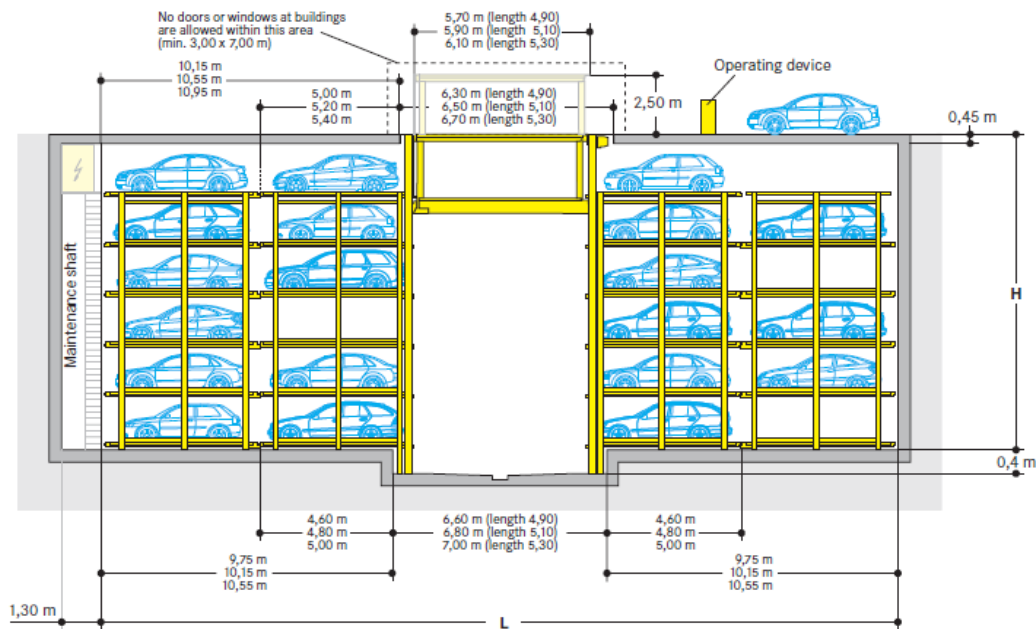 No doors or windows at buildings
are allowed within this area
(min. 3,00 x 7,00 m)
5,70 m (length 4,90)
5,90 m (length 5,10)
6,10 m (length 5,30)
10,15 m
10,55 m
10,95 m
5,00 m
5,20 m
5,40 m
6,30 m (length 4,90)
6,50 m (length 5,10)
6,70 m (length 5,30)
2,50 m
Operating device
0,45 m
Maintenance shaft
H
0,4 m
4,60 m
4,80 m
5,00 m
6,60 m (length 4,90)
6,80 m (length 5,10)
7,00 m (length 5,30)
4,60 m
4,80 m
5,00 m
9,75 m
10,15 m
10,55 m
9,75 m
10,15 m
10,55 m
1,30 m
L